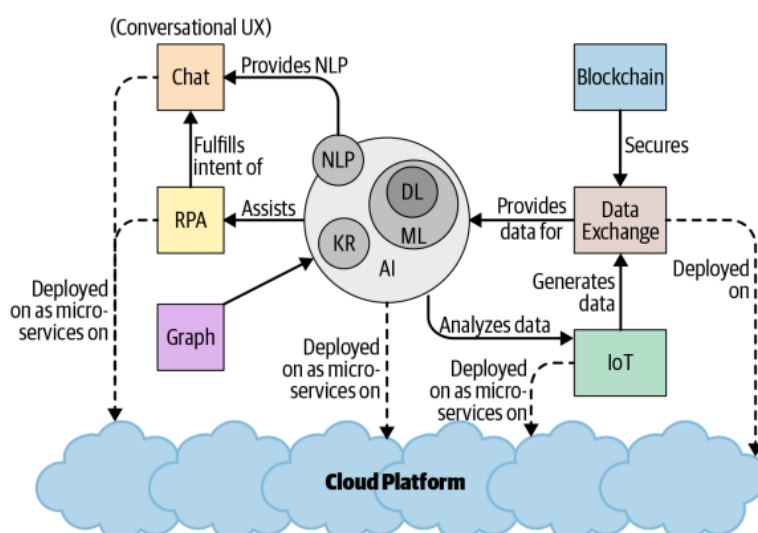 (Conversational UX)
Chat
Provides NLP
Blockchain
Fulfills
intent of
NLP
Secures
DL
ML
KR
AI
RPA
Assists
Provides
data for
Data
Exchange
Deployed
on as micro-
services on
Graph
Deployed
on as micro-
services on
Analyzes data
Generates
data
Deployed
on
Deployed
on as micro-
services on
IoT
Cloud Platform